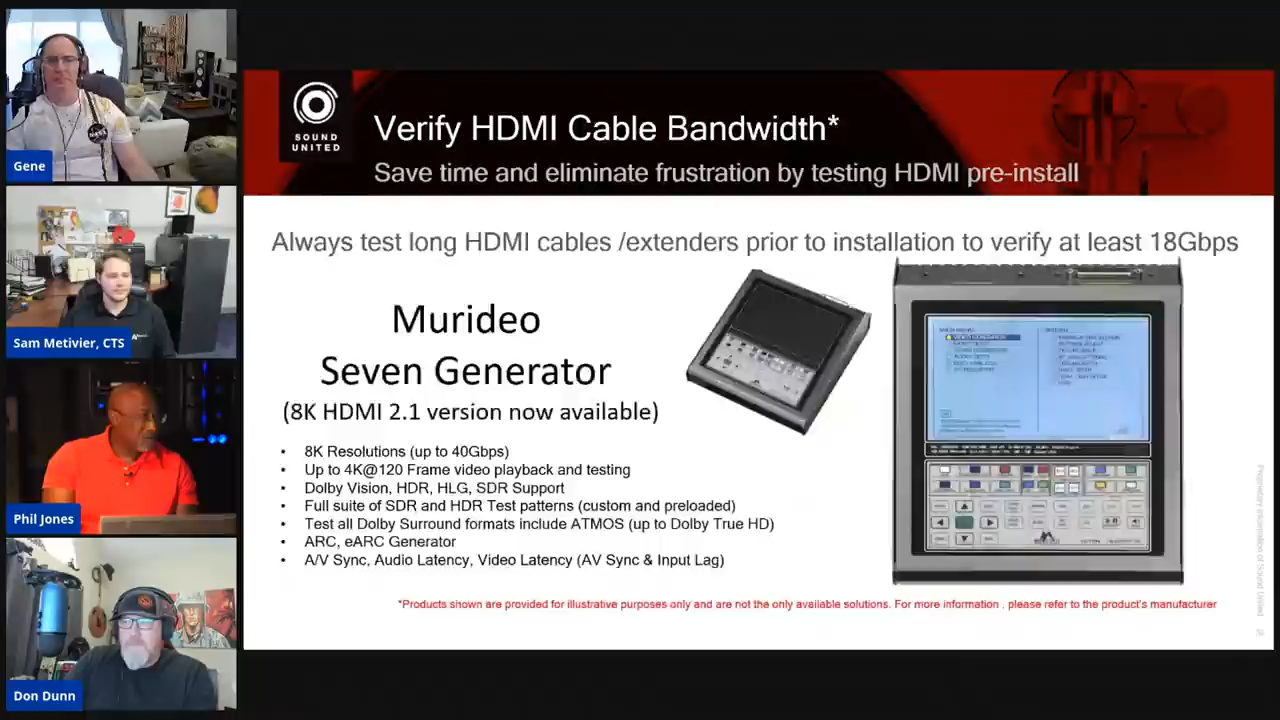 Gene
Sam Metivier, CTS
Phil Jones
Don Dunn
SOUND
UNITED
Verify HDMI Cable Bandwidth*
Save time and eliminate frustration by testing HDMI pre-install
Always test long HDMI cables /extenders prior to installation to verify at least 18Gbps
Murideo
Seven Generator
(8K HDMI 2.1 version now available)
• 8K Resolutions (up to 40Gbps)
• Up to 4K@120 Frame video playback and testing
• Dolby Vision, HDR, HLG, SDR Support
• Full suite of SDR and HDR Test patterns (custom and preloaded)
• Test all Dolby Surround formats include ATMOS (up to Dolby True HD)
• ARC, eARC Generator
• A/V Sync, Audio Latency, Video Latency (AV Sync & Input Lag)
*Products shown are provided for illustrative purposes only and are not the only available solutions. For more information , please refer to the product's manufacturer
Proprietary Information of Sound United